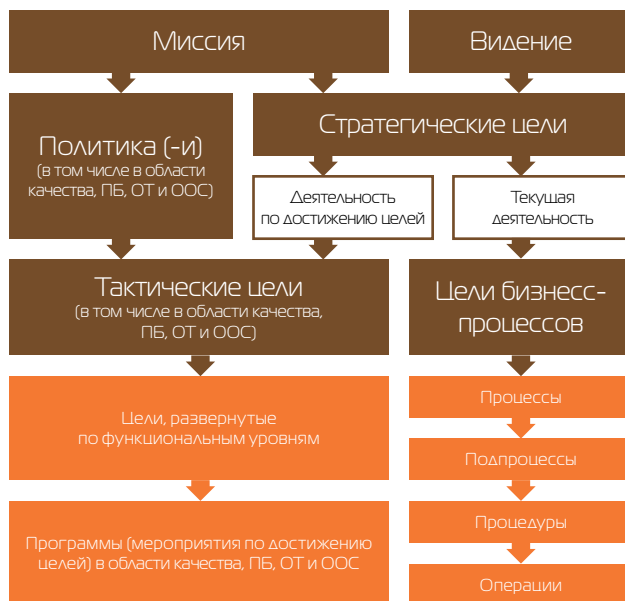 Миссия
Видение
Политика (-и)
(в том числе в области
качества, ПБ, ОТ и ООС)
Стратегические цели
Деятельность
по достижению целей
Текущая
деятельность
Тактические цели
(в том числе в области качества,
ПБ, ОТ и ООС)
Цели бизнесс-
процессов
Цели, развернутые
по функциональным уровням
Процессы
Подпроцессы
Программы (мероприятия по достижению
целей) в области качества, ПБ, ОТ и ООС
Процедуры
Операции